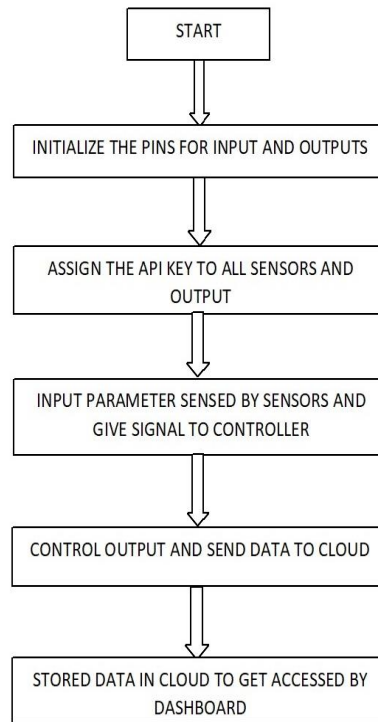 START
INITIALIZE THE PINS FOR INPUT AND OUTPUTS
ASSIGN THE API KEY TO ALL SENSORS AND
OUTPUT
INPUT PARAMETER SENSED BY SENSORS AND
GIVE SIGNAL TO CONTROLLER
CONTROL OUTPUT AND SEND DATA TO CLOUD
STORED DATA IN CLOUD TO GET ACCESSED BY
DASHBOARD